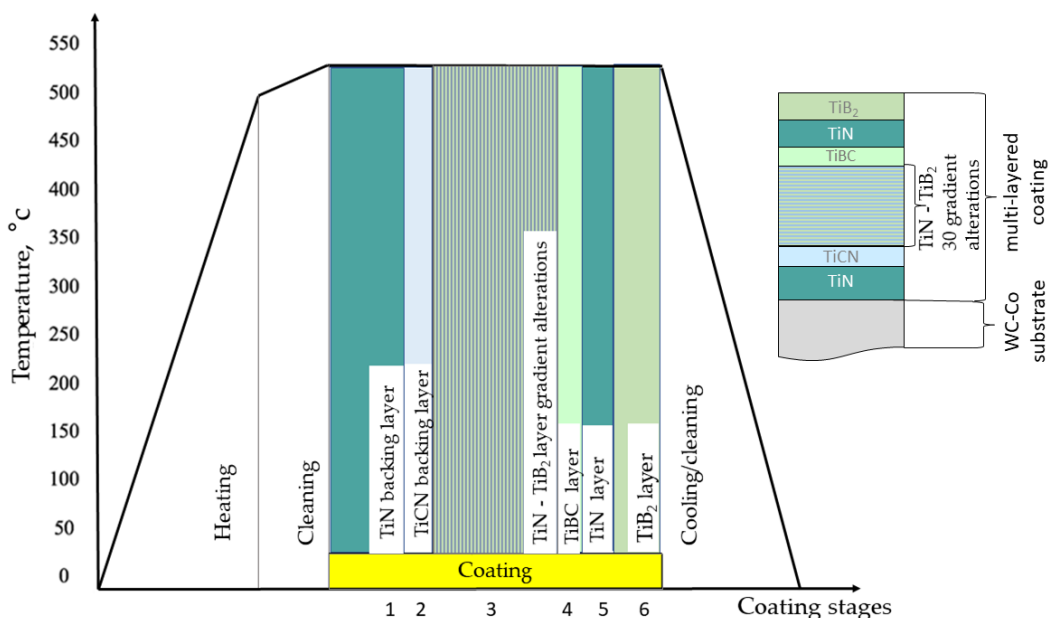 Temperature, °C
550
500
450
400
350
300
250
200
150
100
50
0
Heating
Cleaning
TiN backing layer
TiCN backing layer
TiN - TiB₂ layer gradient alterations
TiBC layer
TiN layer
TiB₂ layer
Cooling/cleaning
Coating
1 2 3 4 5 6
Coating stages
TiB₂
TiN
TiBC
TiCN
TiN
TiN - TiB₂
30 gradient
alterations
multi-layered
coating
WC-Co
substrate